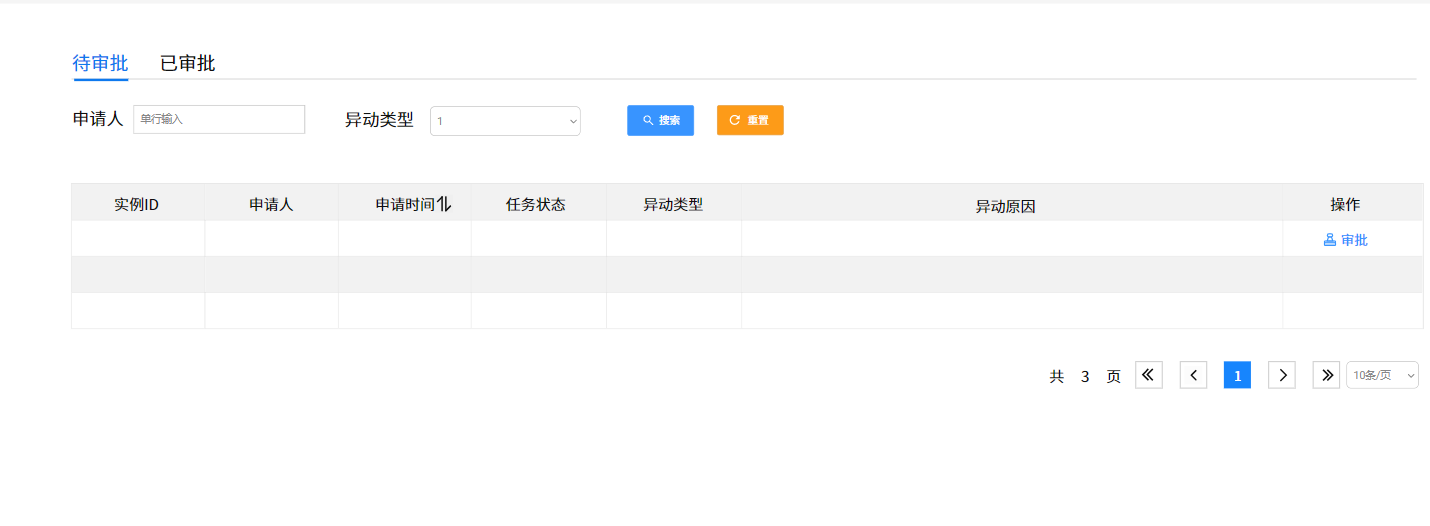 待审批 已审批
申请人 单行输入 异动类型 1 搜索 重置
实例ID 申请人 申请时间 任务状态 异动类型 异动原因 操作
审批
共 3 页 1 10条/页